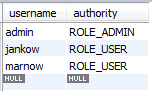 username authority
admin ROLE_ADMIN
jankow ROLE_USER
marnow ROLE_USER
NULL NULL